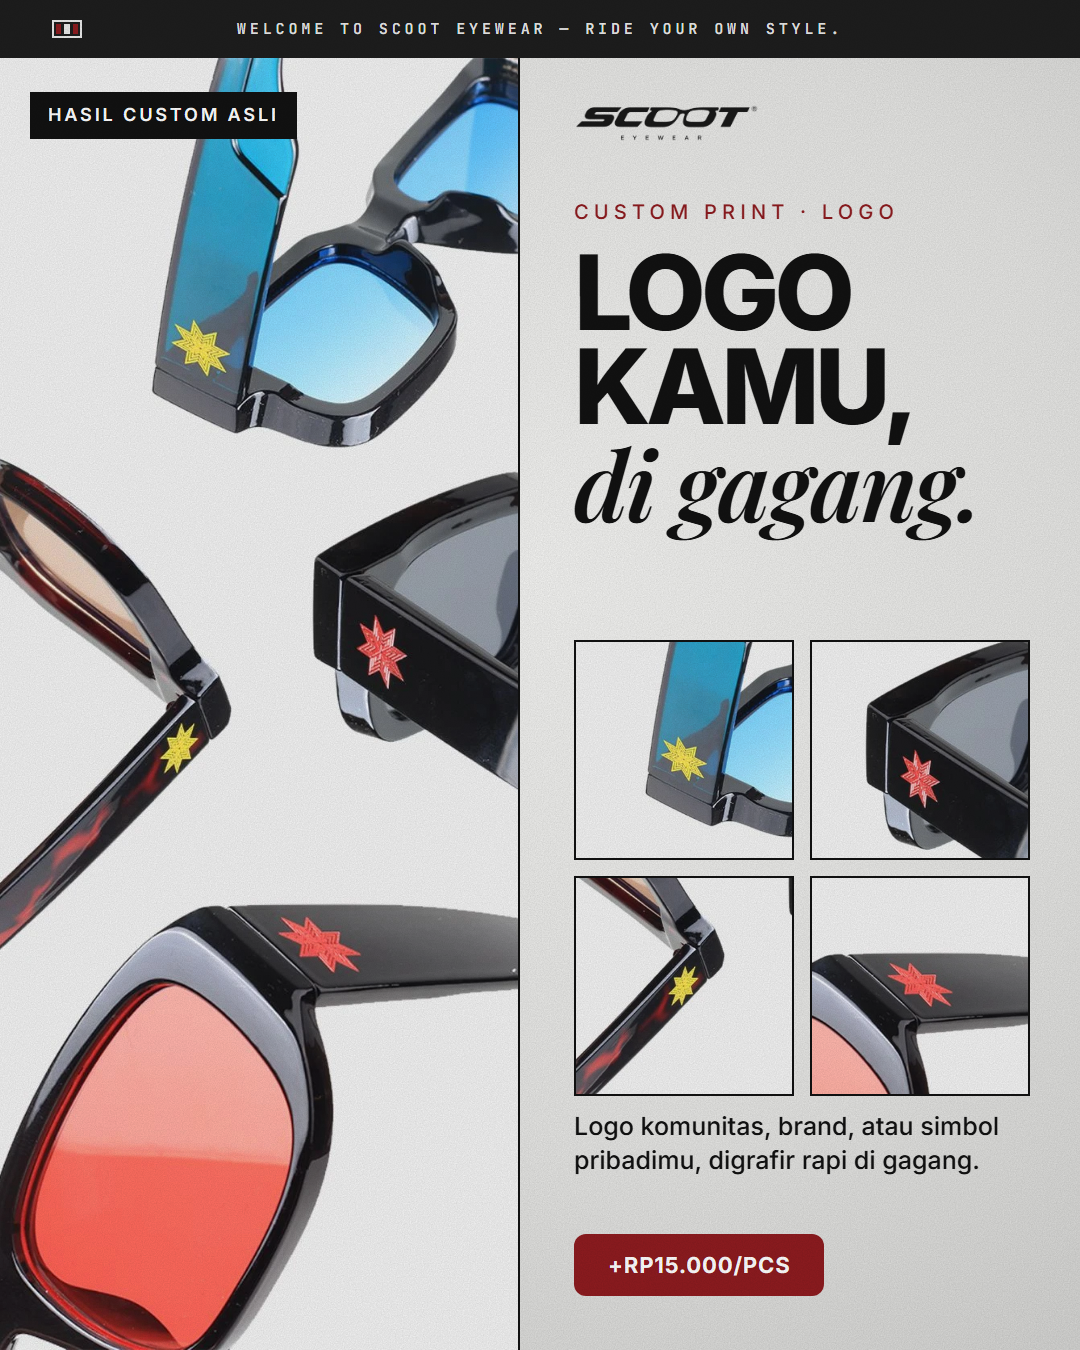 WELCOME TO SCOOT EYEWEAR — RIDE YOUR OWN STYLE.
HASIL CUSTOM ASLI
SCOOT®
EYEWEAR
CUSTOM PRINT · LOGO
LOGO
KAMU,
di gagang.
Logo komunitas, brand, atau simbol
pribadimu, digrafir rapi di gagang.
+RP15.000/PCS